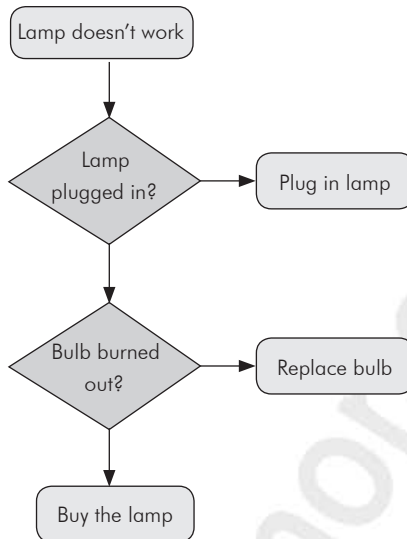 Lamp doesn't work
Lamp
plugged in?
Plug in lamp
Bulb burned
out?
Replace bulb
Buy the lamp